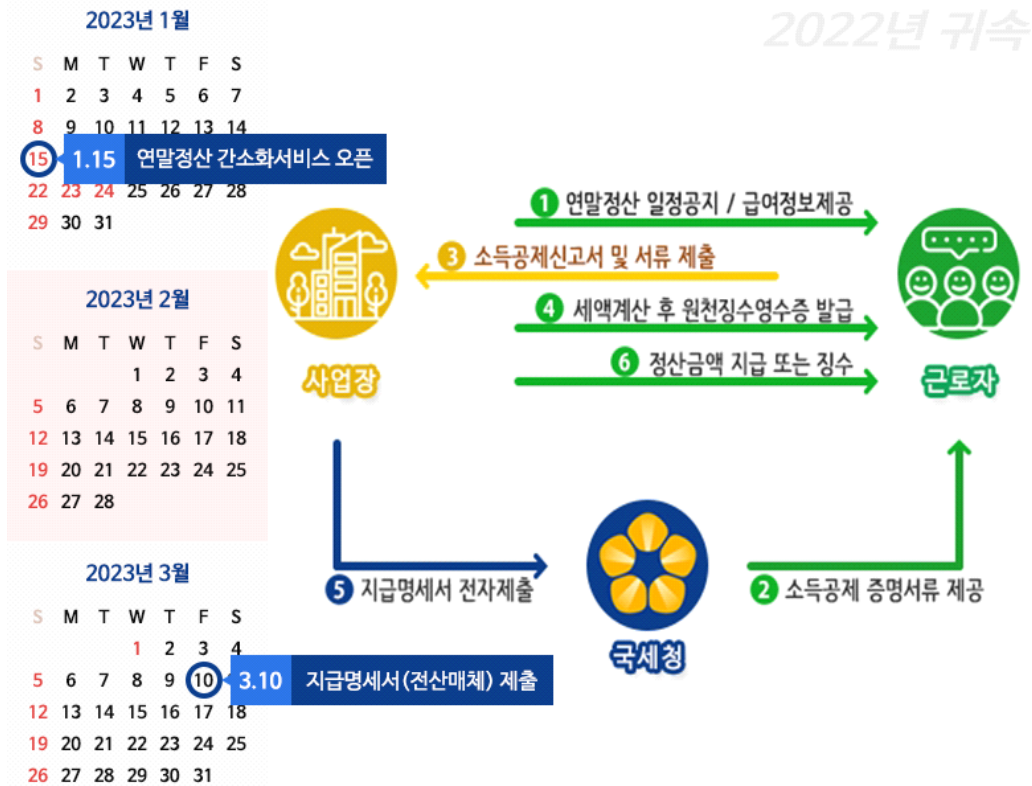 2022년 귀속
2023년 1월
S M T W T F S
1 2 3 4 5 6 7
8 9 10 11 12 13 14
15 1.15 연말정산 간소화서비스 오픈
22 23 24 25 26 27 28
29 30 31
2023년 2월
S M T W T F S
1 2 3 4
5 6 7 8 9 10 11
12 13 14 15 16 17 18
19 20 21 22 23 24 25
26 27 28
2023년 3월
S M T W T F S
1 2 3 4
5 6 7 8 9 10 3.10 지급명세서(전산매체) 제출
12 13 14 15 16 17 18
19 20 21 22 23 24 25
26 27 28 29 30 31
1 연말정산 일정공지 / 급여정보제공
3 소득공제신고서 및 서류 제출
4 세액계산 후 원천징수영수증 발급
6 정산금액 지급 또는 징수
사업장
근로자
5 지급명세서 전자제출
2 소득공제 증명서류 제공
국세청